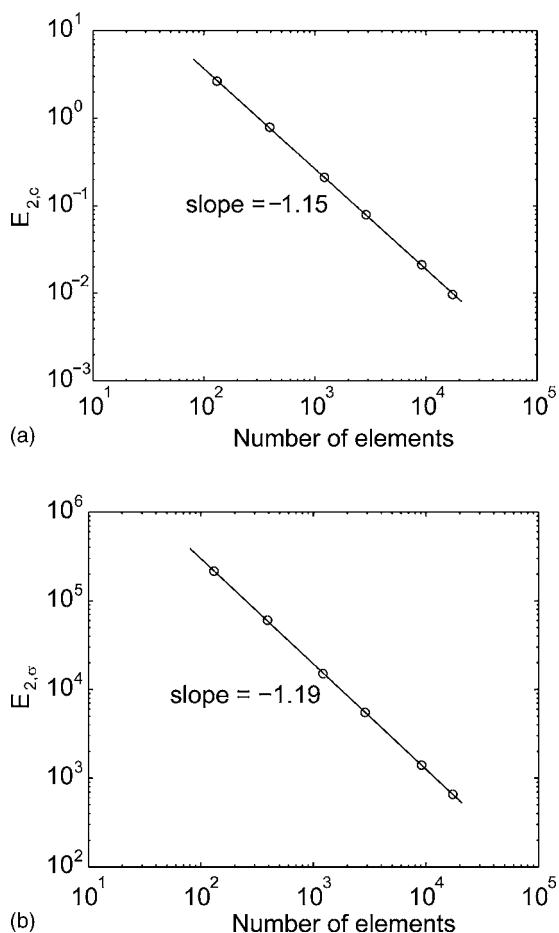 10^1
10^0
10^−1
10^−2
10^−3
E_2,c
slope =−1.15
10^1 10^2 10^3 10^4 10^5
(a)
Number of elements
10^6
10^5
10^4
10^3
10^2
E_2,σ
slope = −1.19
10^1 10^2 10^3 10^4 10^5
(b)
Number of elements